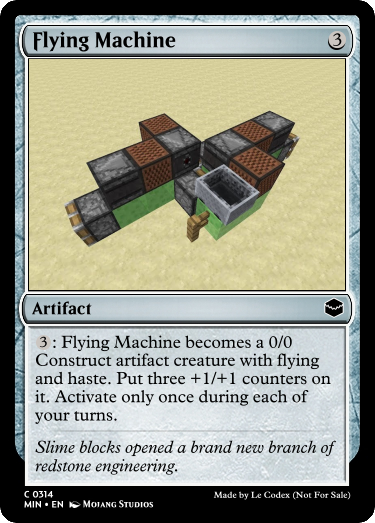 Flying Machine 3
Artifact
3: Flying Machine becomes a 0/0
Construct artifact creature with flying
and haste. Put three +1/+1 counters on
it. Activate only once during each of
your turns.
Slime blocks opened a brand new branch of
redstone engineering.
C 0314
MIN • EN Mojang Studios
Made by Le Codex (Not For Sale)